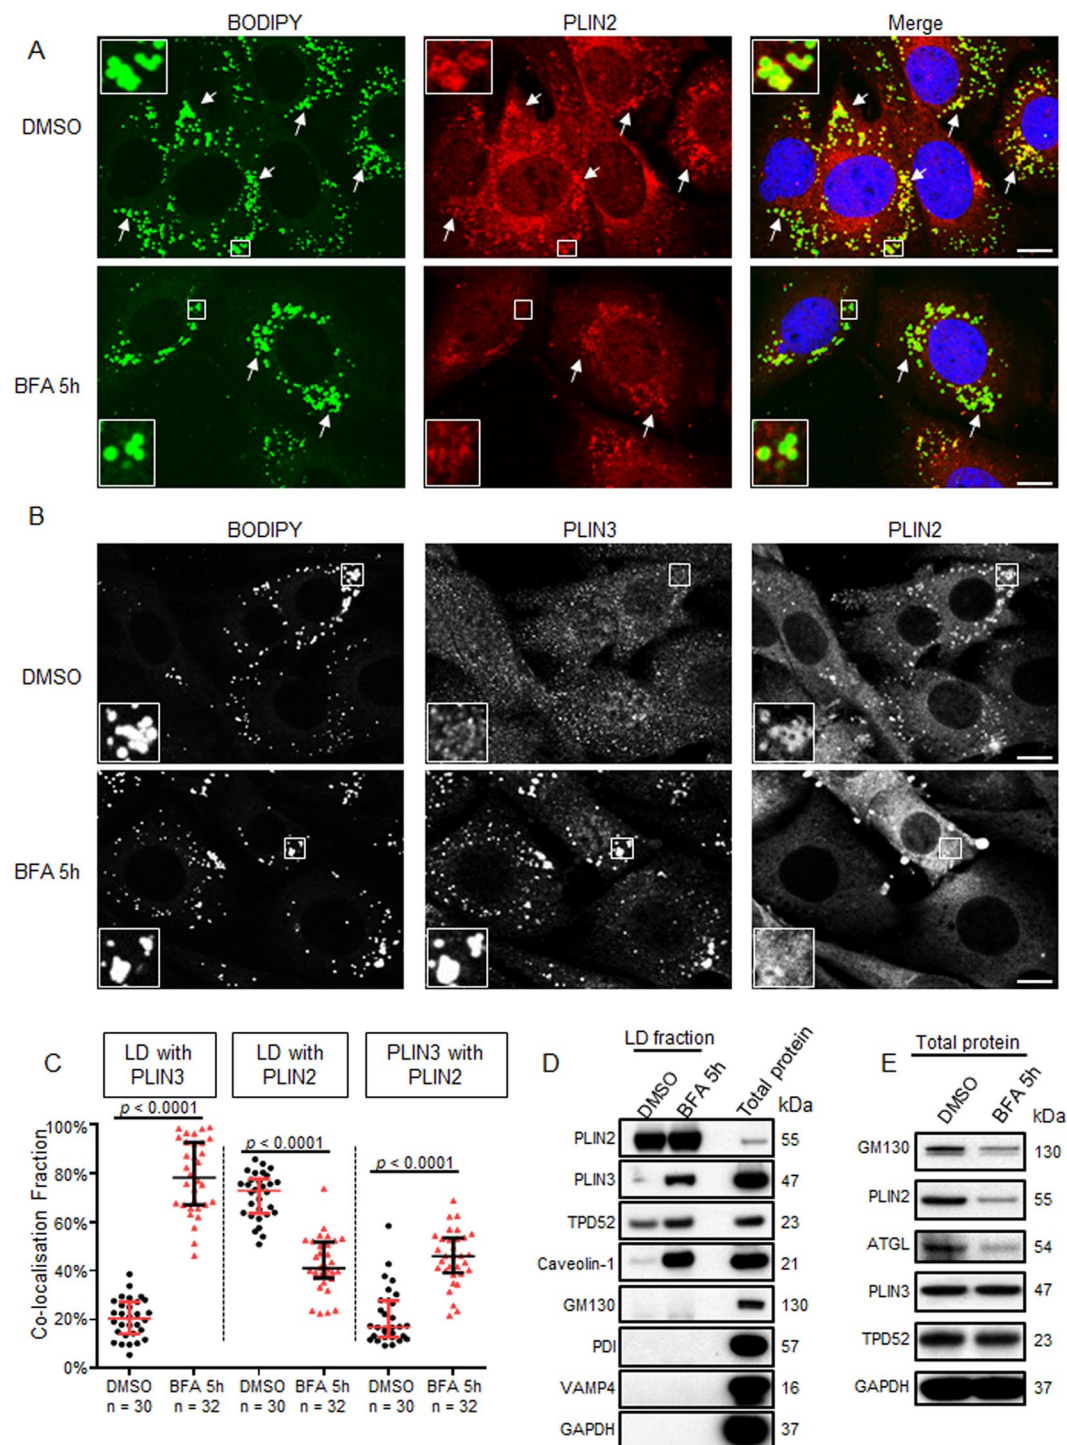 A
BODIPY PLIN2 Merge
DMSO
BFA 5h
B
BODIPY PLIN3 PLIN2
DMSO
BFA 5h
C
LD with PLIN3
LD with PLIN2
PLIN3 with PLIN2
p < 0.0001
p < 0.0001
p < 0.0001
Co-localisation Fraction
100%
80%
60%
40%
20%
0%
DMSO BFA 5h DMSO BFA 5h DMSO BFA 5h
n = 30 n = 32 n = 30 n = 32 n = 30 n = 32
D
LD fraction
DMSO BFA 5h Total protein
kDa
PLIN2 55
PLIN3 47
TPD52 23
Caveolin-1 21
GM130 130
PDI 57
VAMP4 16
GAPDH 37
E
Total protein
DMSO BFA 5h
kDa
GM130 130
PLIN2 55
ATGL 54
PLIN3 47
TPD52 23
GAPDH 37